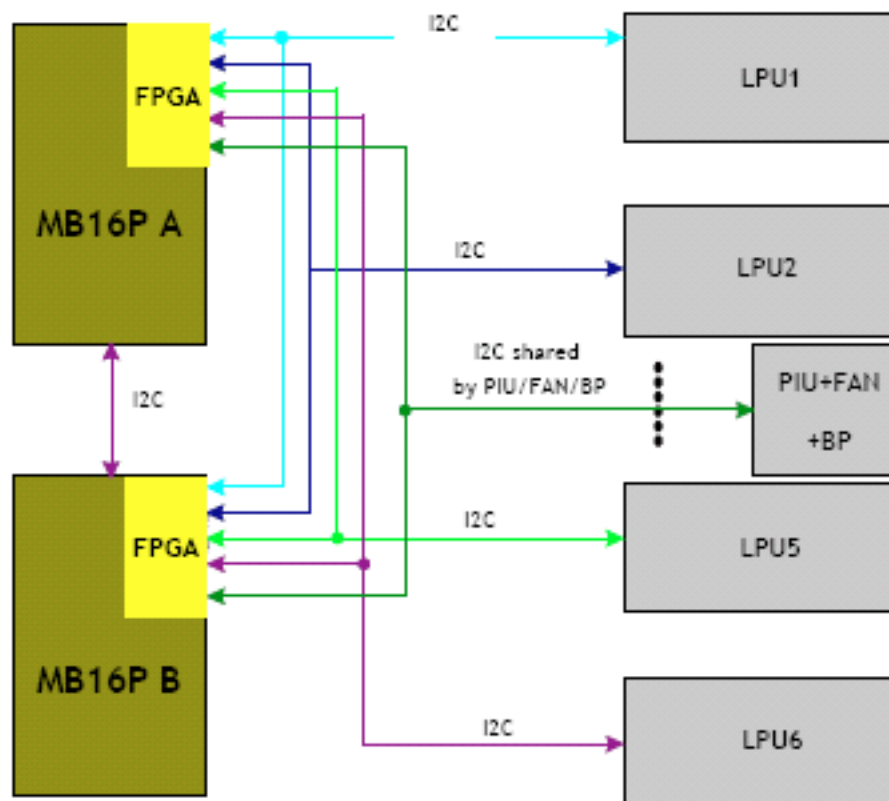 I2C
LPU1
FPGA
MB16P A
I2C
LPU2
I2C shared
by PIU/FAN/BP
PIU+FAN
+BP
I2C
I2C
LPU5
FPGA
MB16P B
I2C
LPU6